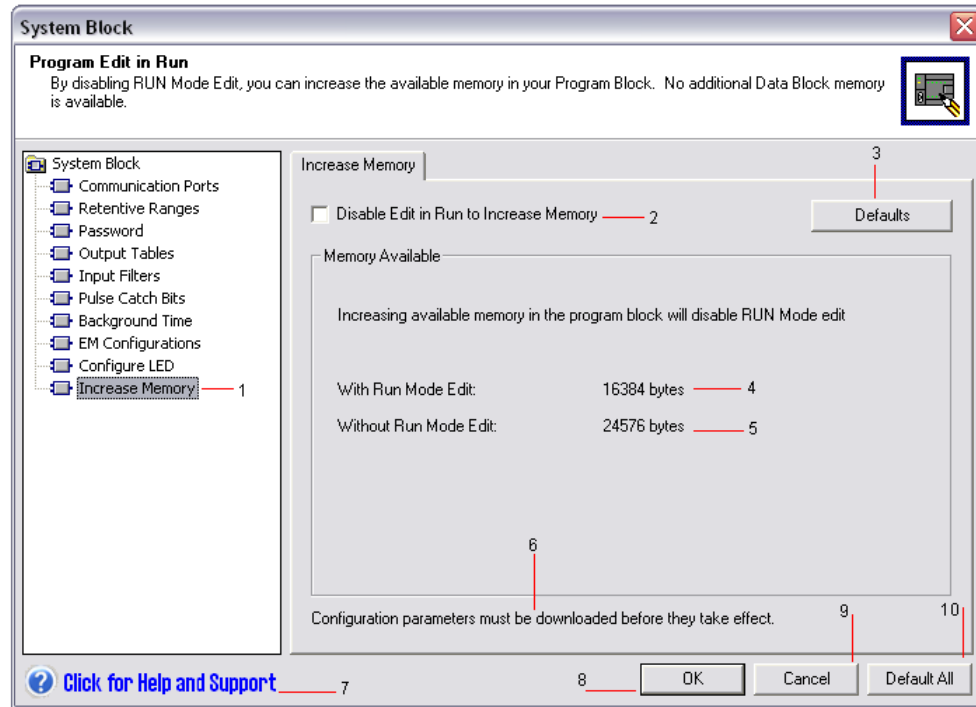 System Block
Program Edit in Run
By disabling RUN Mode Edit, you can increase the available memory in your Program Block. No additional Data Block memory
is available.
System Block
Communication Ports
Retentive Ranges
Password
Output Tables
Input Filters
Pulse Catch Bits
Background Time
EM Configurations
Configure LED
Increase Memory 1
Increase Memory
3
Disable Edit in Run to Increase Memory 2
Defaults
Memory Available
Increasing available memory in the program block will disable RUN Mode edit
With Run Mode Edit: 16384 bytes 4
Without Run Mode Edit: 24576 bytes 5
6
Configuration parameters must be downloaded before they take effect.
9
10
Click for Help and Support 7
8
OK
Cancel
Default All